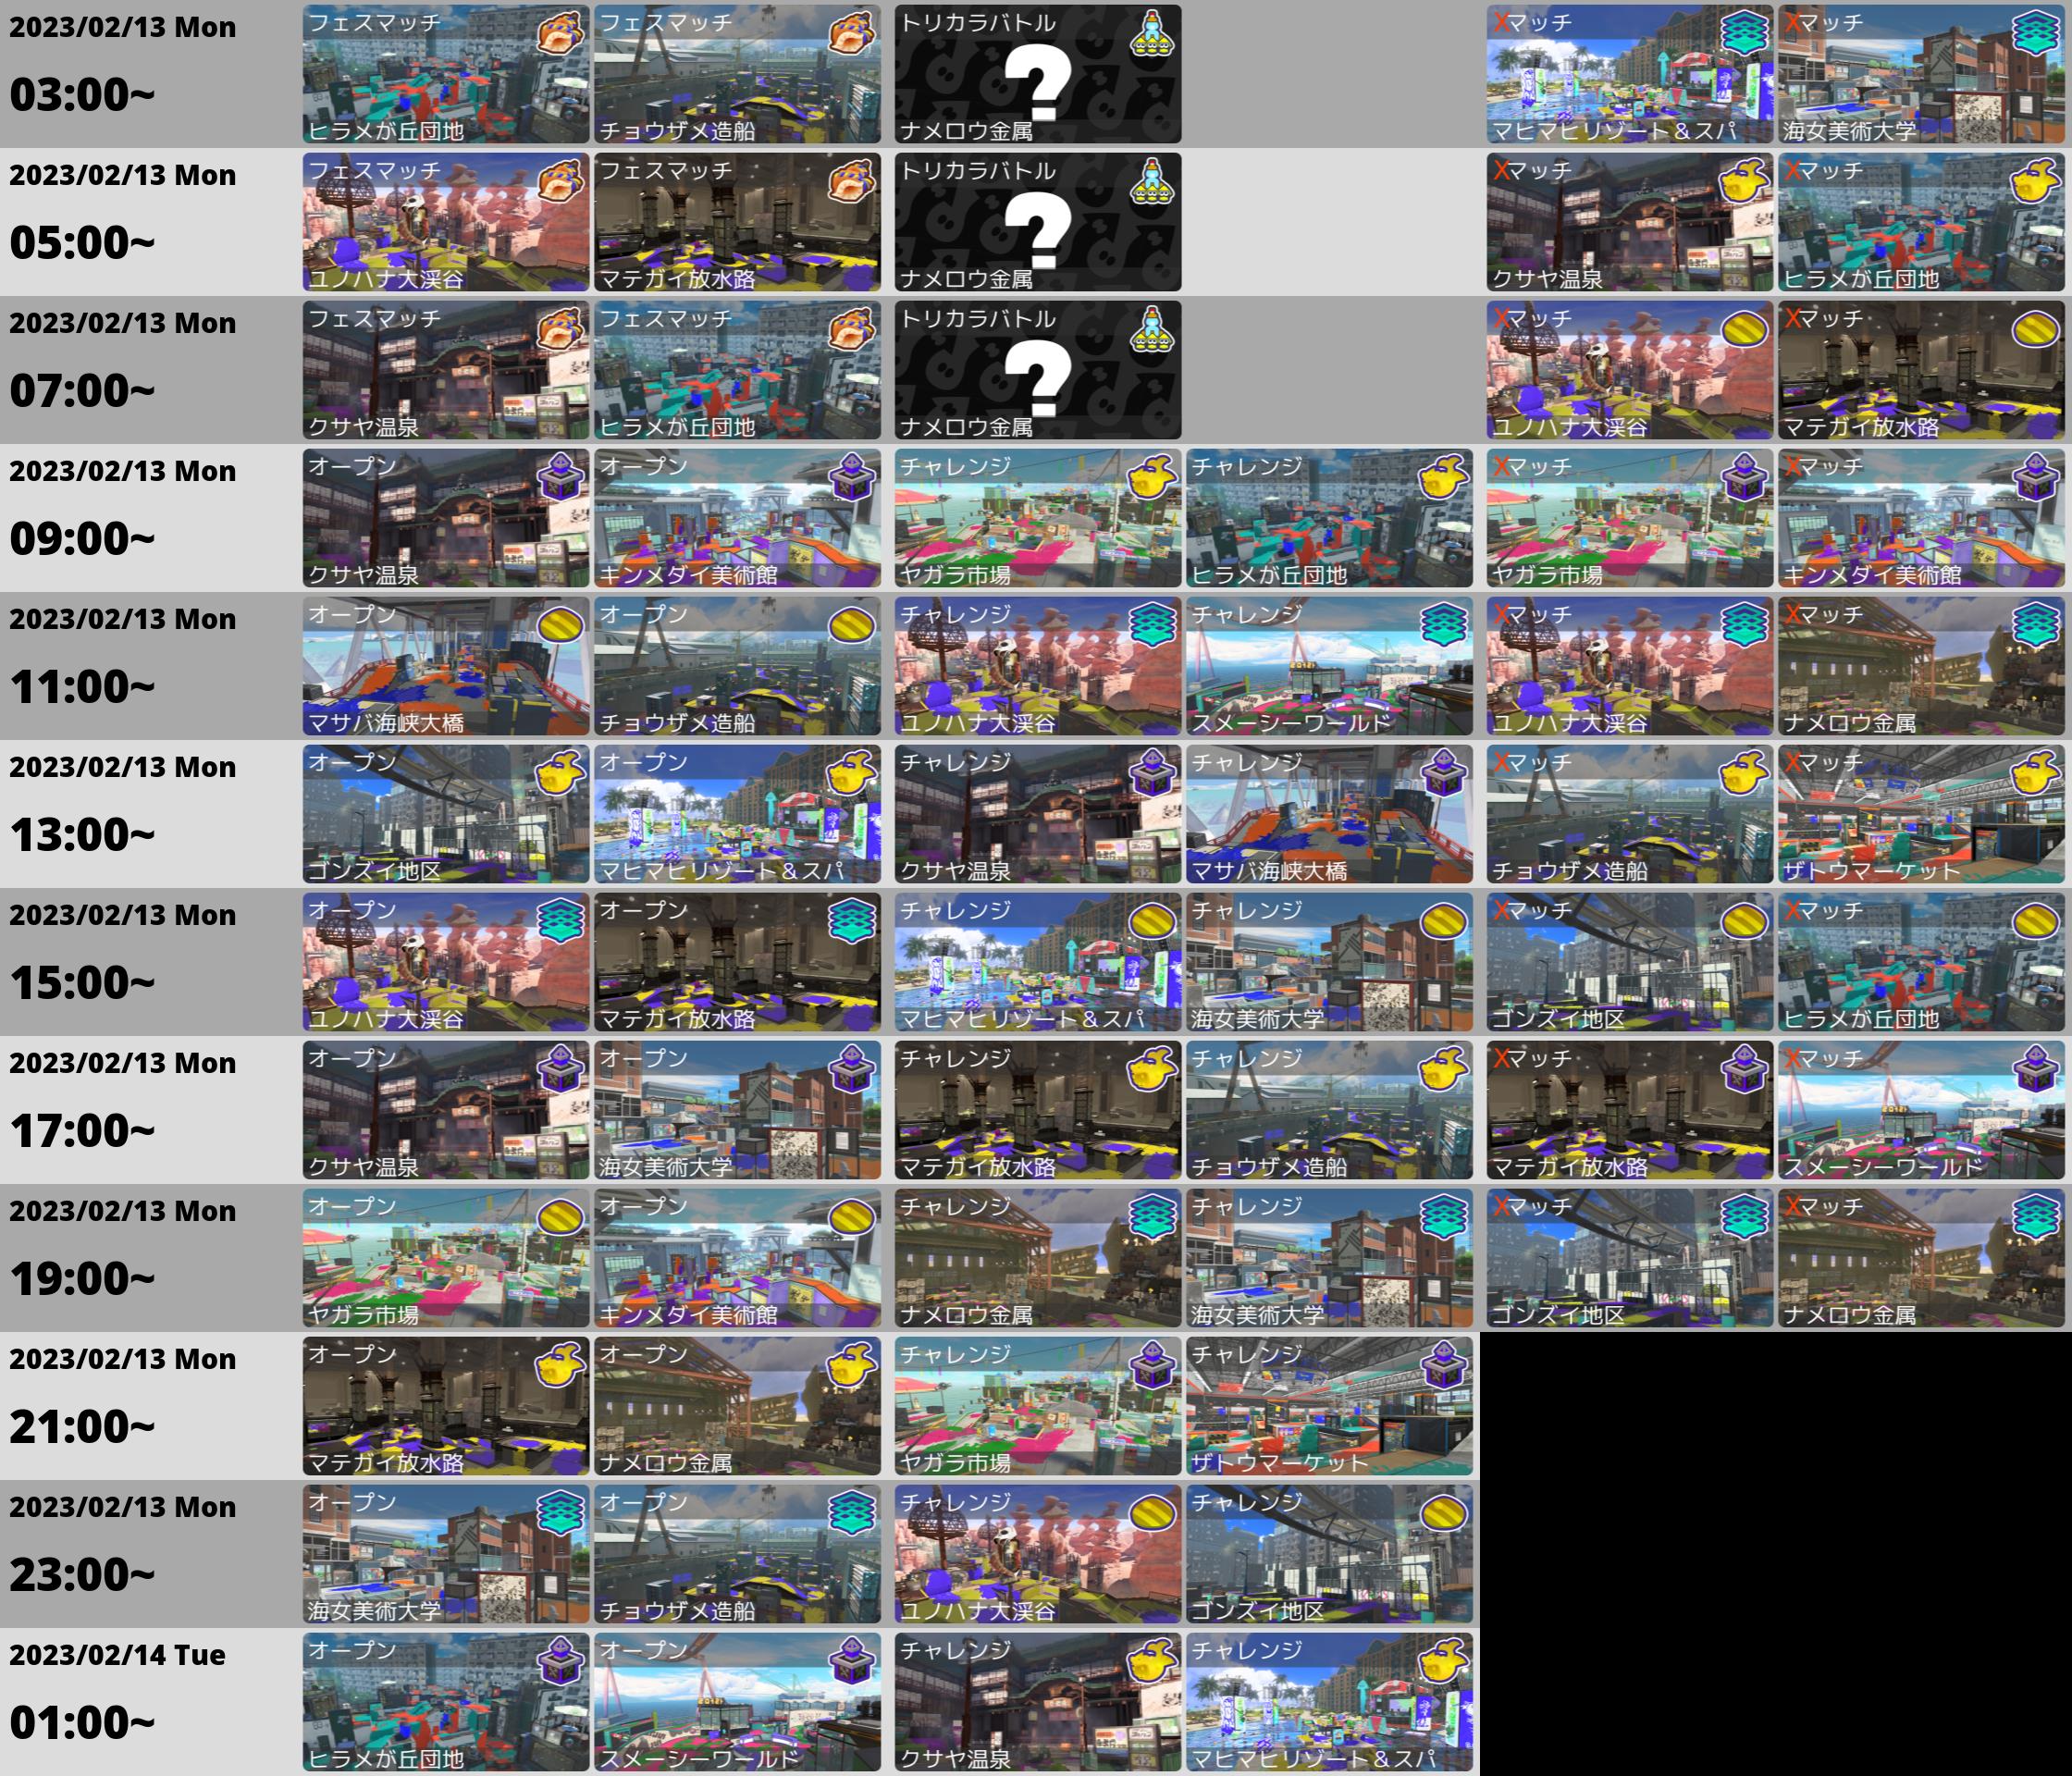 2023/02/13 Mon
03:00~
フェスマッチ
ヒラメが丘団地
フェスマッチ
チョウザメ造船
トリカラバトル
?
ナメロウ金属
Xマッチ
マヒマヒリゾート＆スパ
Xマッチ
海女美術大学
2023/02/13 Mon
05:00~
フェスマッチ
ユノハナ大渓谷
フェスマッチ
マテガイ放水路
トリカラバトル
?
ナメロウ金属
Xマッチ
クサヤ温泉
Xマッチ
ヒラメが丘団地
2023/02/13 Mon
07:00~
フェスマッチ
クサヤ温泉
フェスマッチ
ヒラメが丘団地
トリカラバトル
?
ナメロウ金属
Xマッチ
ユノハナ大渓谷
Xマッチ
マテガイ放水路
2023/02/13 Mon
09:00~
オープン
クサヤ温泉
オープン
キンメダイ美術館
チャレンジ
ヤガラ市場
チャレンジ
ヒラメが丘団地
Xマッチ
ヤガラ市場
Xマッチ
キンメダイ美術館
2023/02/13 Mon
11:00~
オープン
マサバ海峡大橋
オープン
チョウザメ造船
チャレンジ
ユノハナ大渓谷
チャレンジ
スメーシーワールド
Xマッチ
ユノハナ大渓谷
Xマッチ
ナメロウ金属
2023/02/13 Mon
13:00~
オープン
ゴンズイ地区
オープン
マヒマヒリゾート＆スパ
チャレンジ
クサヤ温泉
チャレンジ
マサバ海峡大橋
Xマッチ
チョウザメ造船
Xマッチ
ザトウマーケット
2023/02/13 Mon
15:00~
オープン
ユノハナ大渓谷
オープン
マテガイ放水路
チャレンジ
マヒマヒリゾート＆スパ
チャレンジ
海女美術大学
Xマッチ
ゴンズイ地区
Xマッチ
ヒラメが丘団地
2023/02/13 Mon
17:00~
オープン
クサヤ温泉
オープン
海女美術大学
チャレンジ
マテガイ放水路
チャレンジ
チョウザメ造船
Xマッチ
マテガイ放水路
Xマッチ
スメーシーワールド
2023/02/13 Mon
19:00~
オープン
ヤガラ市場
オープン
キンメダイ美術館
チャレンジ
ナメロウ金属
チャレンジ
海女美術大学
Xマッチ
ゴンズイ地区
Xマッチ
ナメロウ金属
2023/02/13 Mon
21:00~
オープン
マテガイ放水路
オープン
ナメロウ金属
チャレンジ
ヤガラ市場
チャレンジ
ザトウマーケット
2023/02/13 Mon
23:00~
オープン
海女美術大学
オープン
チョウザメ造船
チャレンジ
ユノハナ大渓谷
チャレンジ
ゴンズイ地区
2023/02/14 Tue
01:00~
オープン
ヒラメが丘団地
オープン
スメーシーワールド
チャレンジ
クサヤ温泉
チャレンジ
マヒマヒリゾート＆スパ